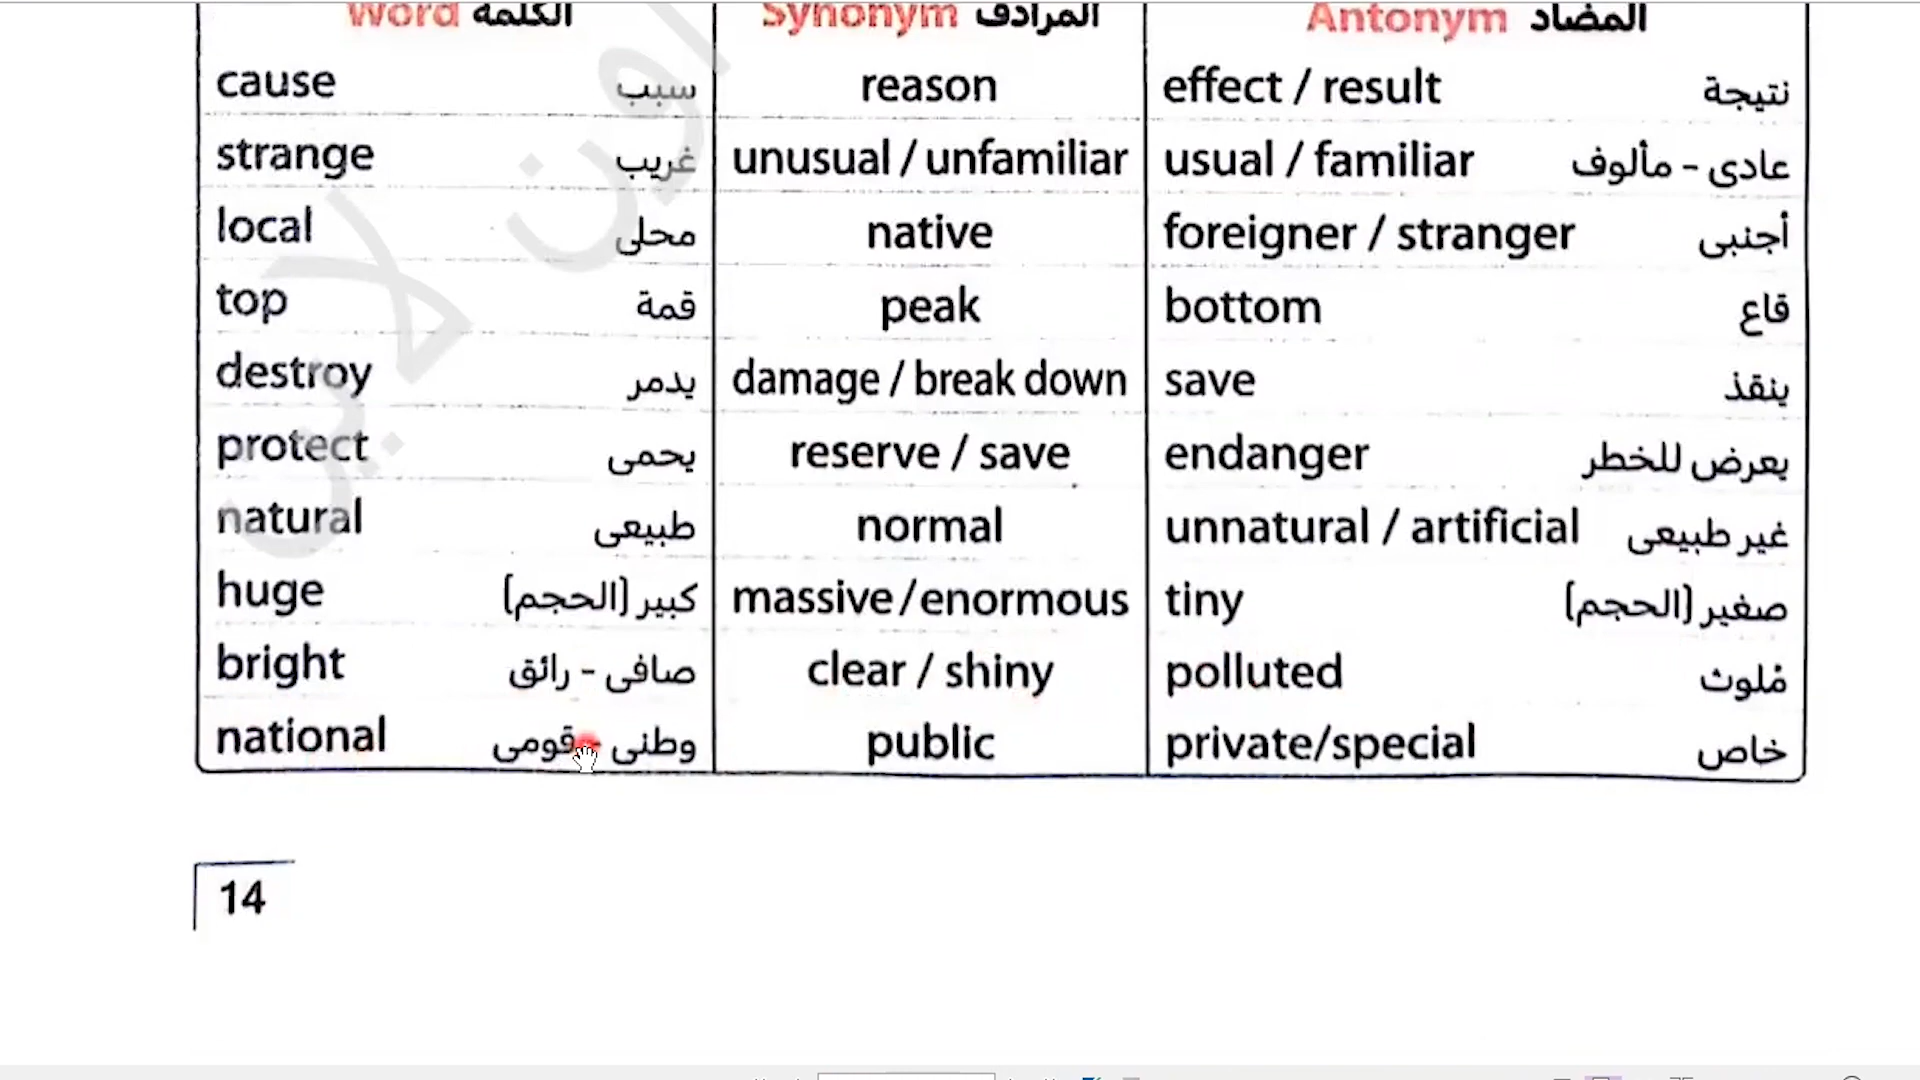 Word الكلمة Synonym المرادف Antonym المضاد
cause سبب reason effect / result نتيجة
strange غريب unusual / unfamiliar usual / familiar عادى - مألوف
local محلى native foreigner / stranger أجنبى
top قمة peak bottom قاع
destroy يدمر damage / break down save ينقذ
protect يحمى reserve / save endanger يعرض للخطر
natural طبيعى normal unnatural / artificial غير طبيعى
huge كبير (الحجم) massive / enormous tiny صغير (الحجم)
bright صافى - رائق clear / shiny polluted مُلوث
national وطنى - قومى public private/special خاص
14